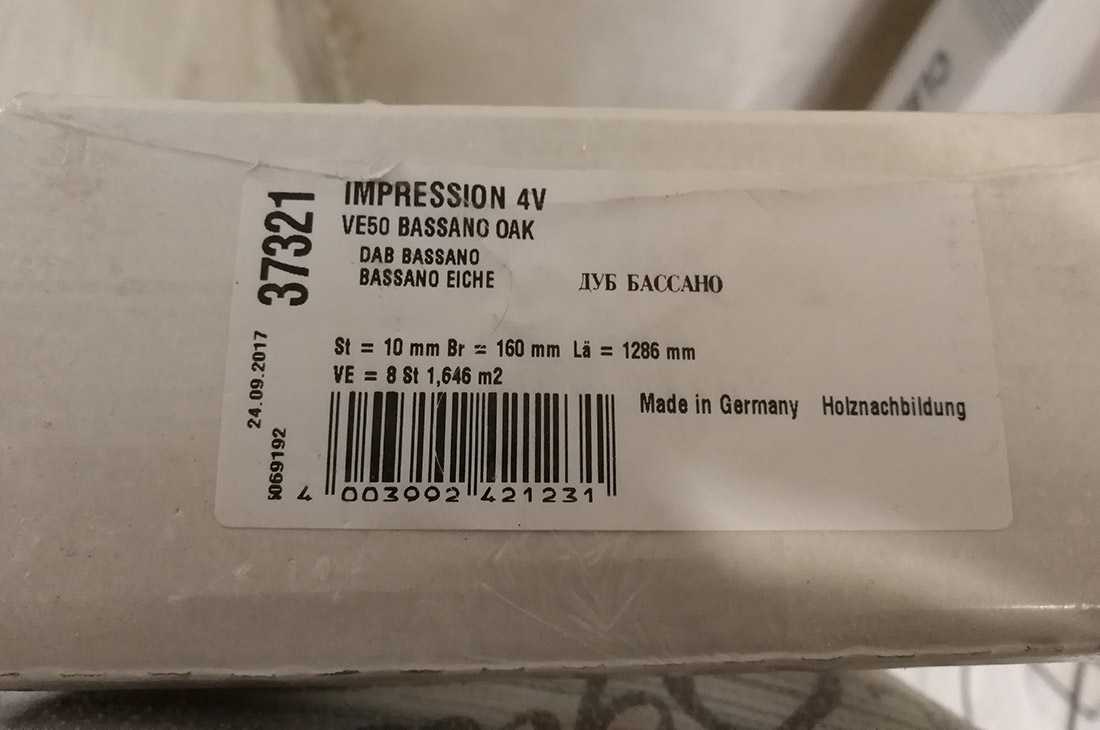 37321
IMPRESSION 4V
VE50 BASSANO OAK
DAB BASSANO
BASSANO EICHE
ДУБ БАССАНО
24.09.2017
St = 10 mm Br = 160 mm Lä = 1286 mm
VE = 8 St 1,646 m2
Made in Germany Holznachbildung
6069192
4 003992 421231